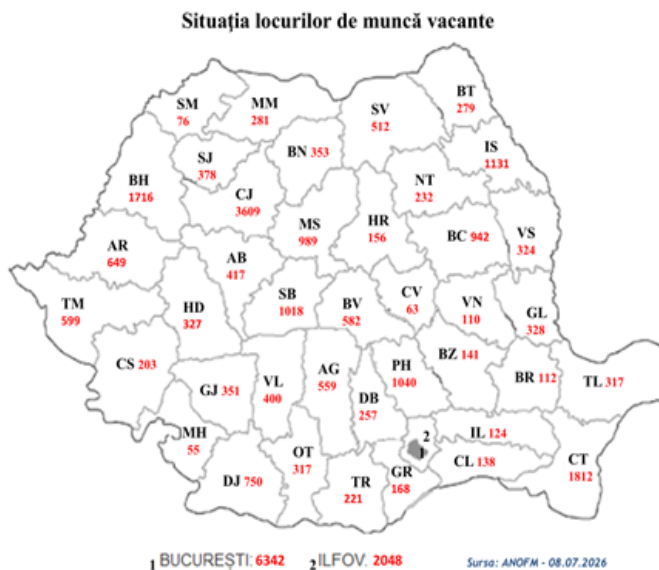 Situația locurilor de muncă vacante
BT
279
SM
76
MM
281
SV
512
IS
1131
BN 353
SJ
378
NT
232
BH
1716
CJ
3609
MS
989
HR
156
BC 942
VS
324
AR
649
AB
417
TM
599
HD
327
SB
1018
BV
582
CV
63
VN
110
GL
328
CS 203
GJ 351
VL
400
AG
559
PH
1040
BZ 141
BR 112
TL 317
DB
257
MH
55
OT
317
2
1
IL 124
CL 138
CT
1812
DJ 750
TR
221
GR
168
1 BUCUREȘTI: 6342 2 ILFOV. 2048
Sursa: ANOFM - 08.07.2026